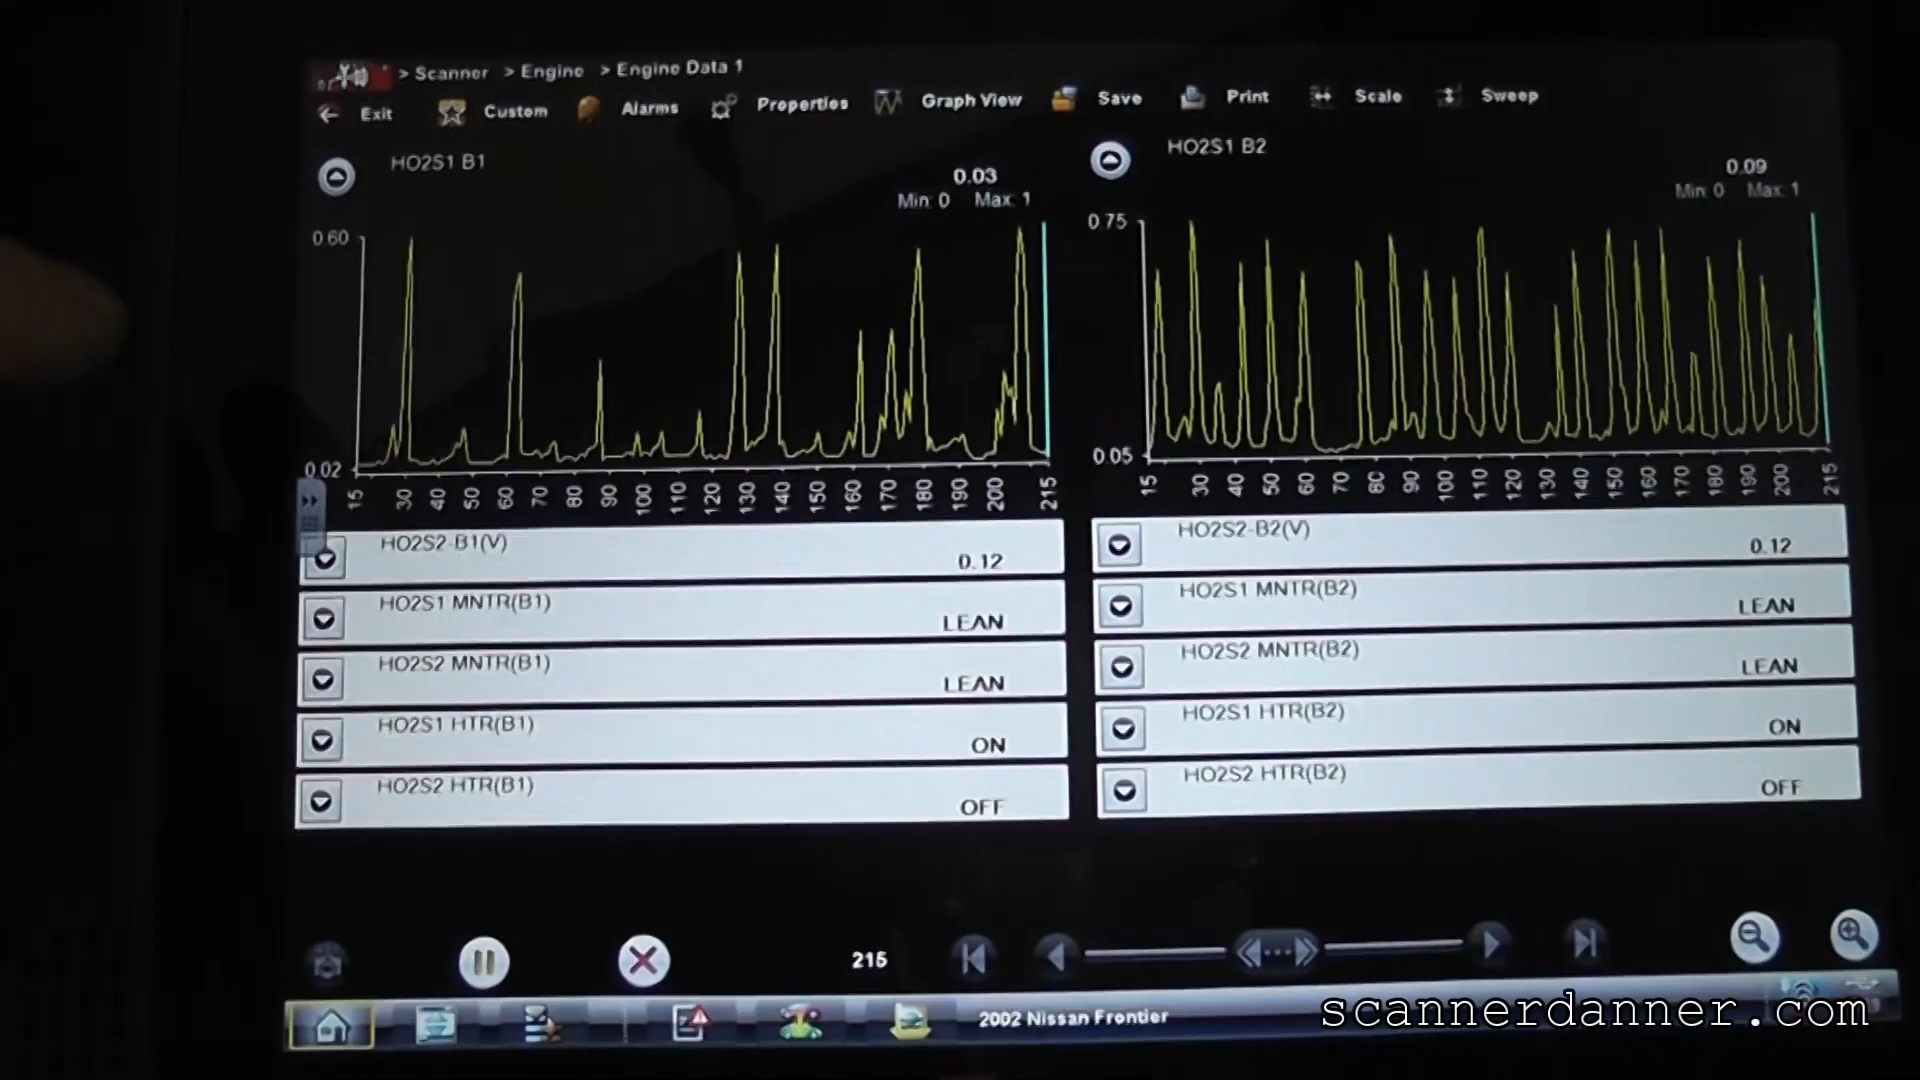 > Scanner > Engine > Engine Data 1
Exit Custom Alarms Properties Graph View Save Print Scale Sweep
HO2S1 B1
0.03
Min: 0 Max: 1
0.60
0.02
15 30 40 50 60 70 80 90 100 110 120 130 140 150 160 170 180 190 200 215
HO2S1 B2
0.09
Min: 0 Max: 1
0.75
0.05
15 30 40 50 60 70 80 90 100 110 120 130 140 150 160 170 180 190 200 215
HO2S2-B1(V) 0.12
HO2S1 MNTR(B1) LEAN
HO2S2 MNTR(B1) LEAN
HO2S1 HTR(B1) ON
HO2S2 HTR(B1) OFF
HO2S2-B2(V) 0.12
HO2S1 MNTR(B2) LEAN
HO2S2 MNTR(B2) LEAN
HO2S1 HTR(B2) ON
HO2S2 HTR(B2) OFF
215
2002 Nissan Frontier
scannerdanner.com